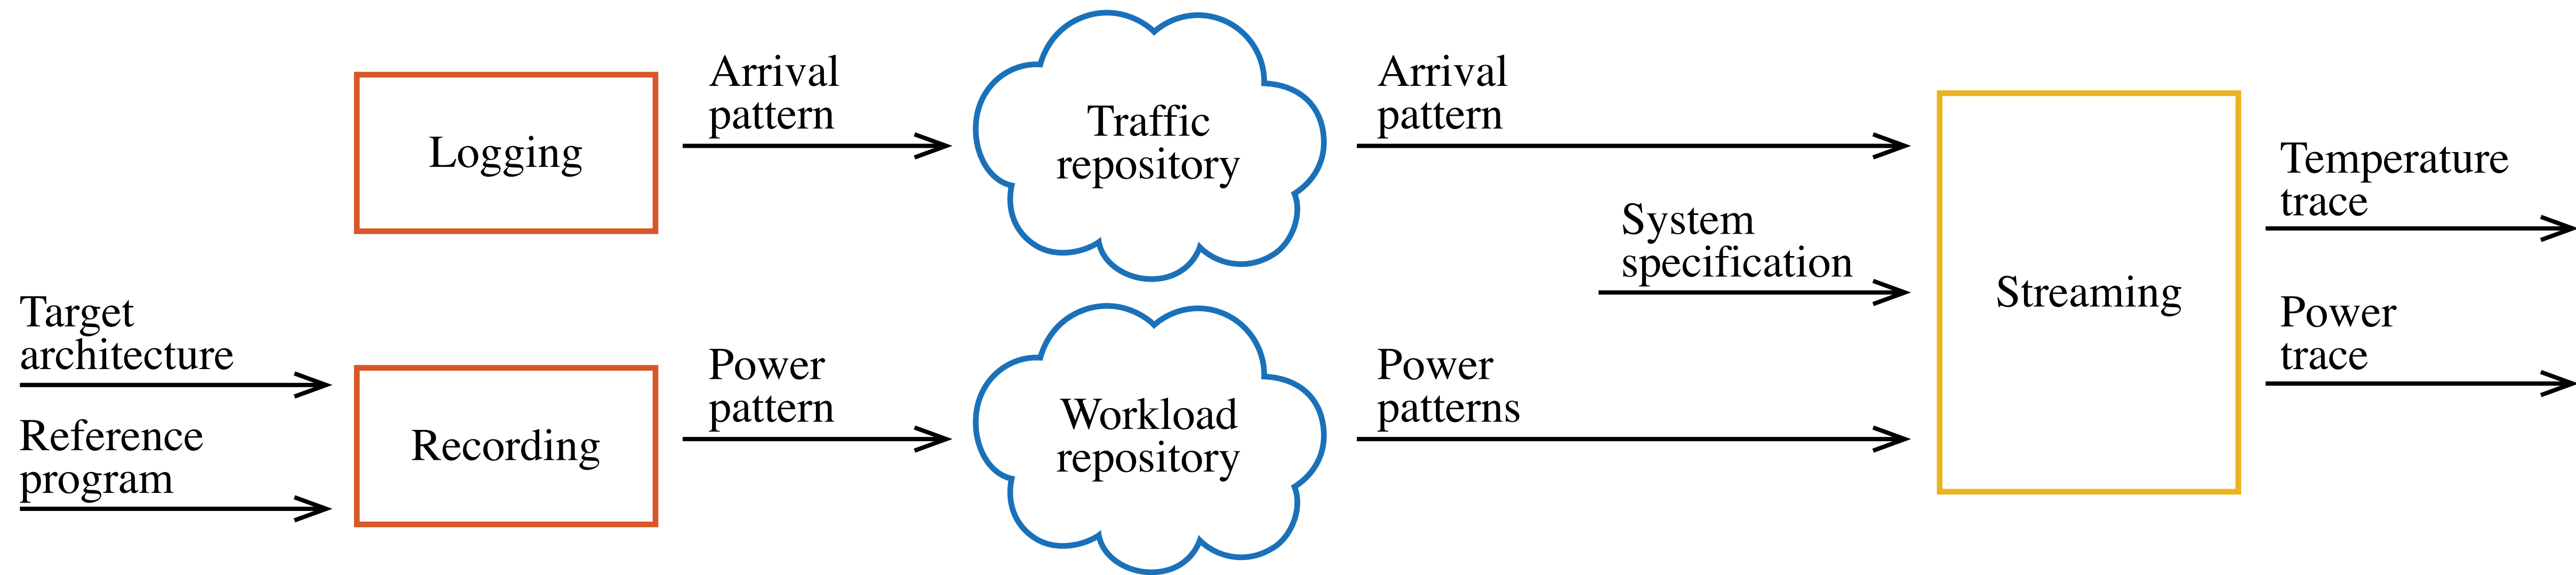 Logging
Arrival
pattern
Traffic
repository
Arrival
pattern
System
specification
Streaming
Temperature
trace
Power
trace
Target
architecture
Reference
program
Recording
Power
pattern
Workload
repository
Power
patterns